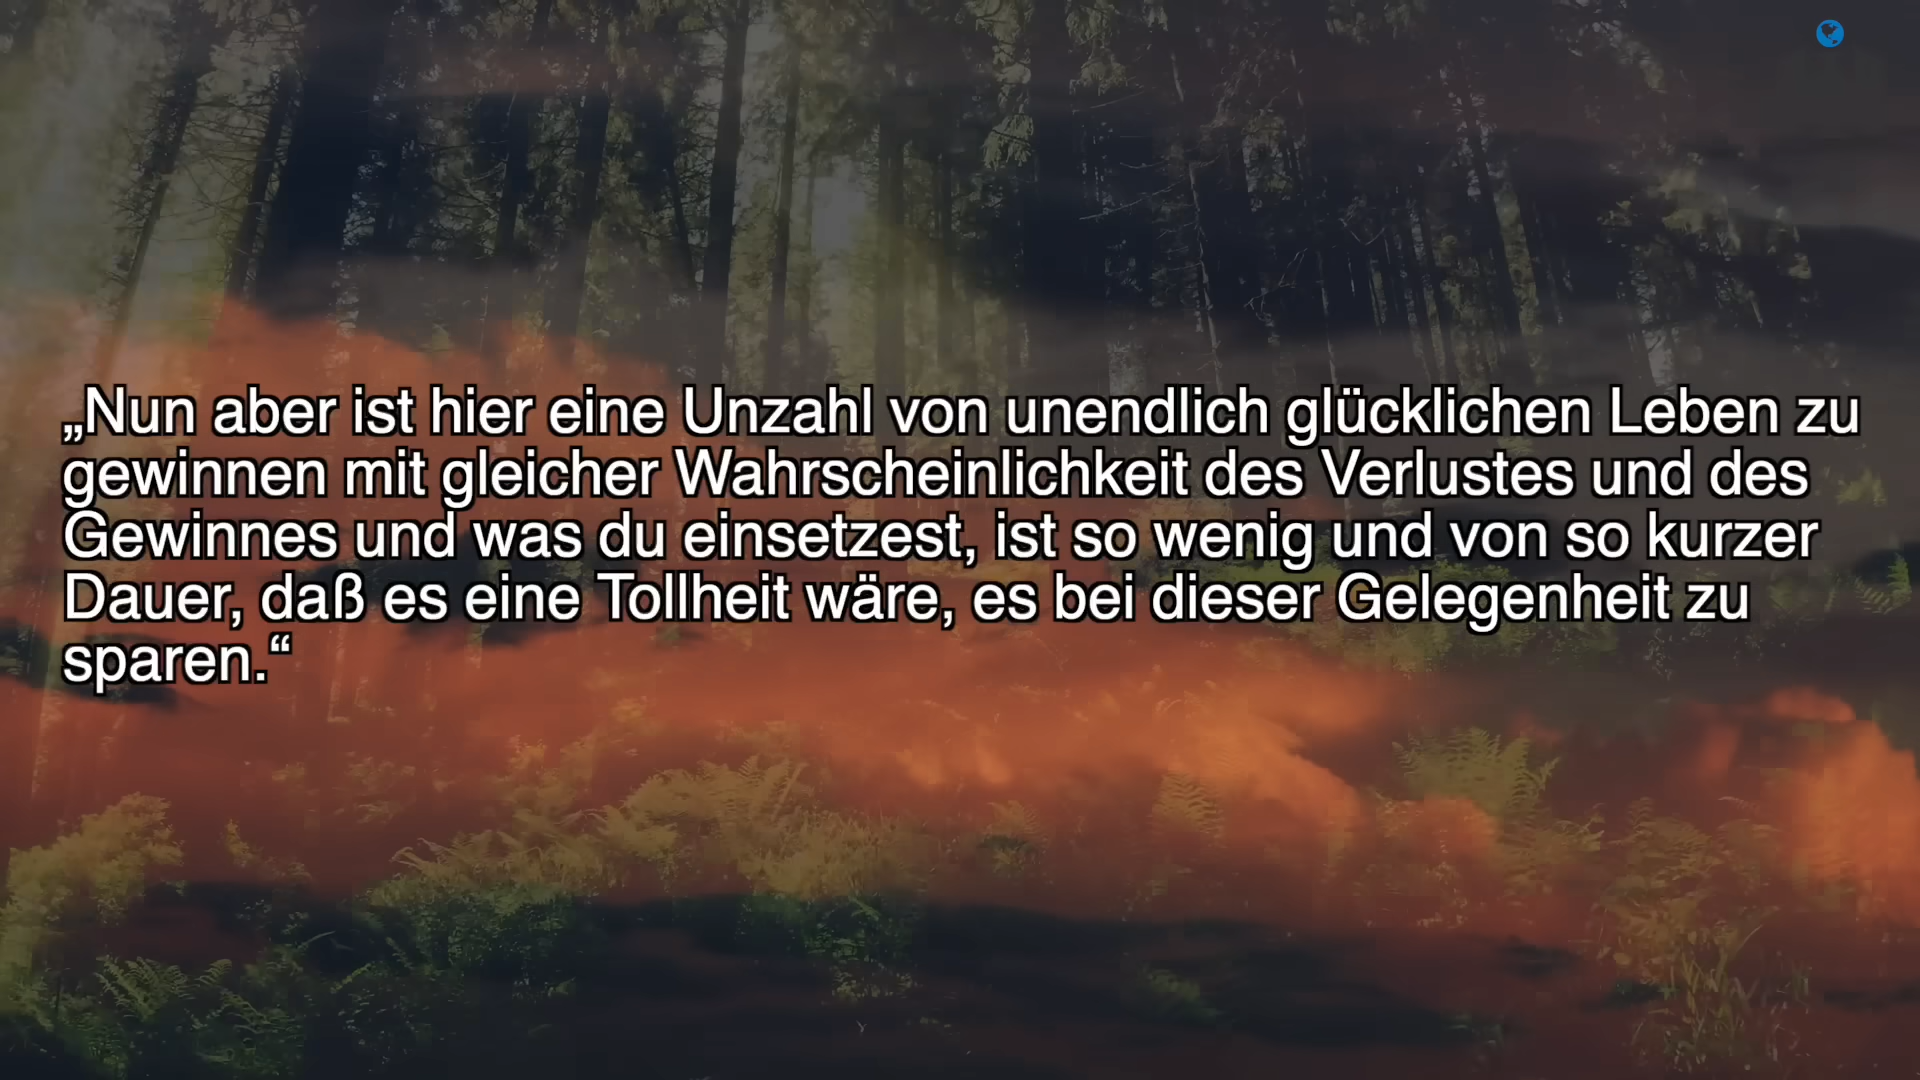 „Nun aber ist hier eine Unzahl von unendlich glücklichen Leben zu
gewinnen mit gleicher Wahrscheinlichkeit des Verlustes und des
Gewinnes und was du einsetzest, ist so wenig und von so kurzer
Dauer, daß es eine Tollheit wäre, es bei dieser Gelegenheit zu
sparen.“